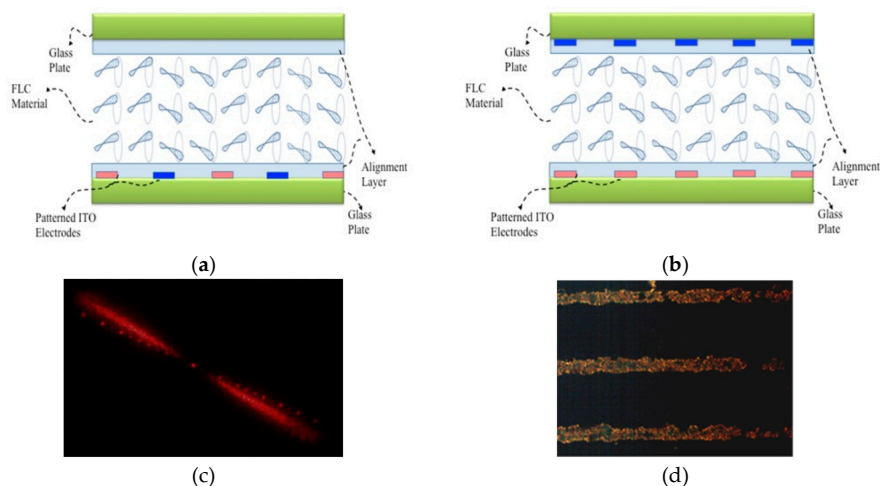 Glass
Plate
FLC
Material
Alignment
Layer
Patterned ITO
Electrodes
Glass
Plate
(a)
Glass
Plate
FLC
Material
Alignment
Layer
Patterned ITO
Electrodes
Glass
Plate
(b)
(c)
(d)